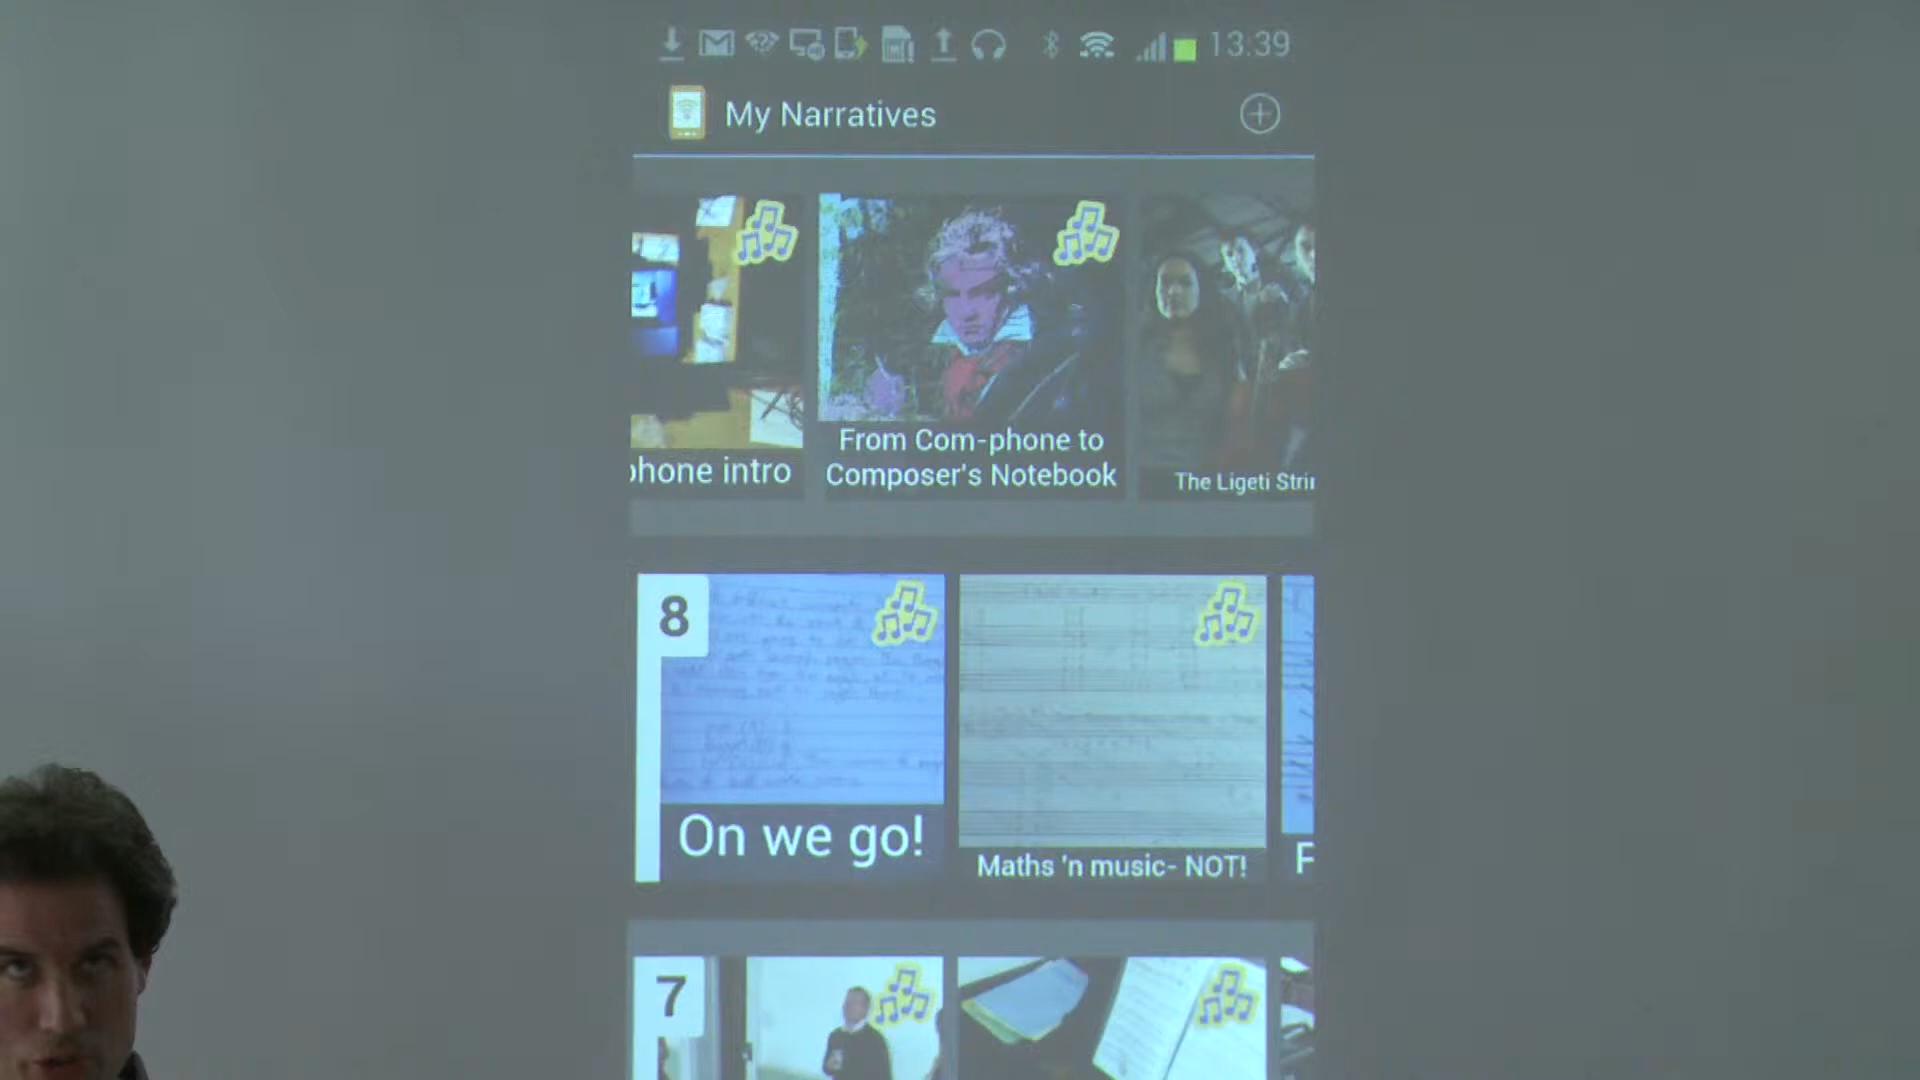 13:39
My Narratives
phone intro
From Com-phone to
Composer's Notebook
The Ligeti Stri
8
On we go!
Maths 'n music- NOT!
7